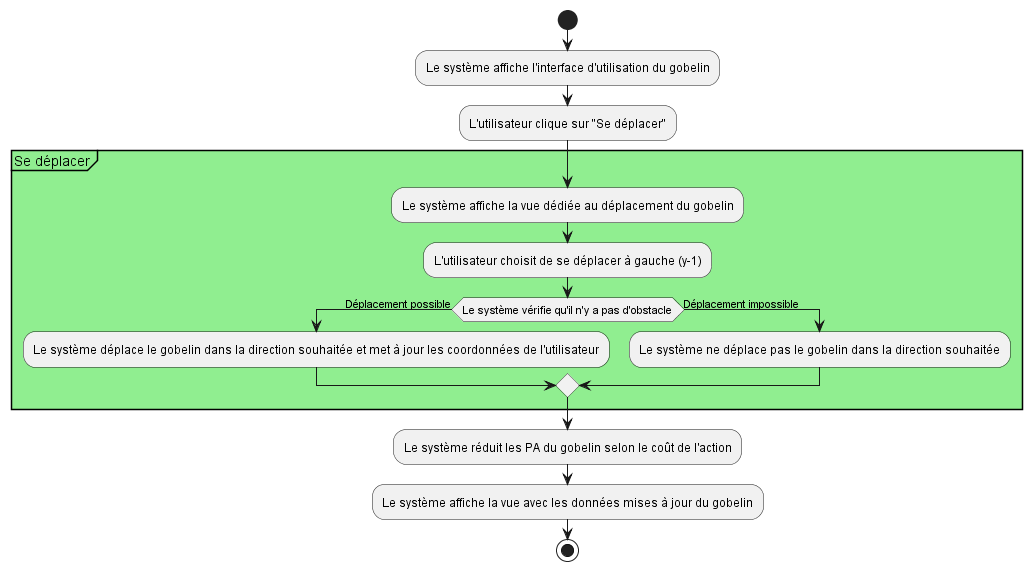 Le système affiche l'interface d'utilisation du gobelin
L'utilisateur clique sur "Se déplacer"
Se déplacer
Le système affiche la vue dédiée au déplacement du gobelin
L'utilisateur choisit de se déplacer à gauche (y-1)
Déplacement possible
Le système vérifie qu'il n'y a pas d'obstacle
Déplacement impossible
Le système déplace le gobelin dans la direction souhaitée et met à jour les coordonnées de l'utilisateur
Le système ne déplace pas le gobelin dans la direction souhaitée
Le système réduit les PA du gobelin selon le coût de l'action
Le système affiche la vue avec les données mises à jour du gobelin